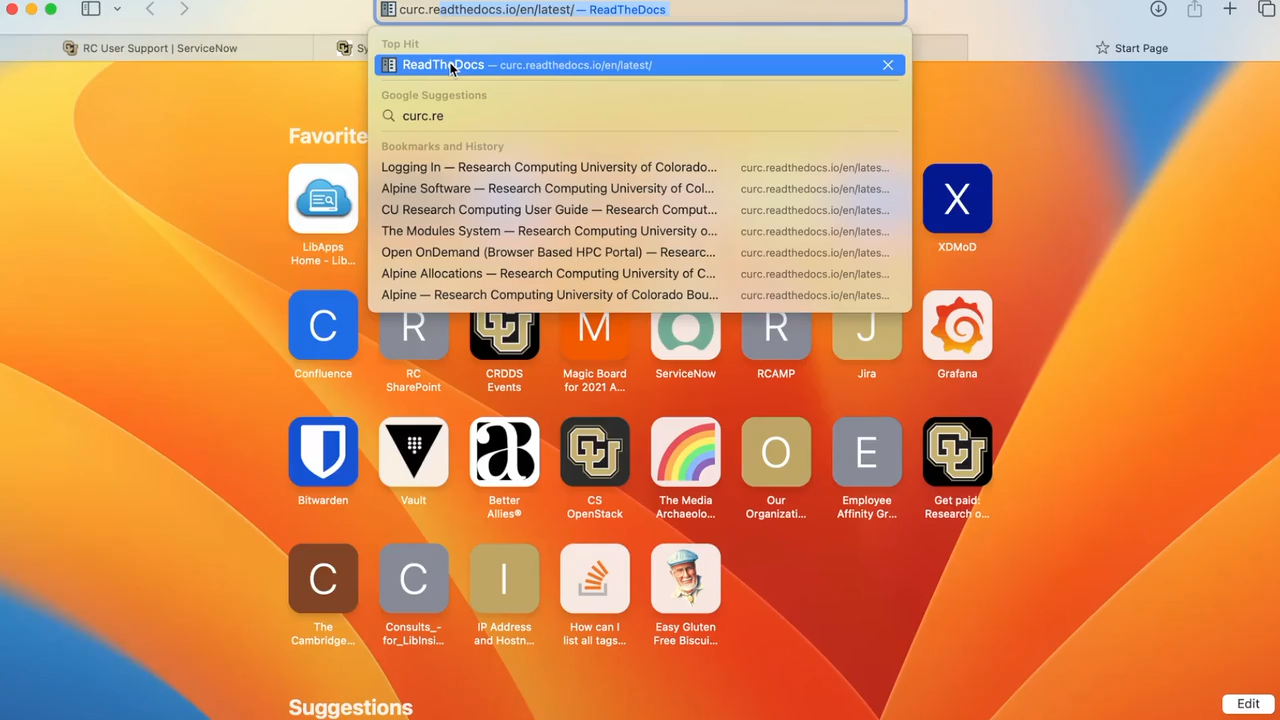 curc.readthedocs.io/en/latest/ — ReadTheDocs
RC User Support | ServiceNow
Sy
Start Page
Top Hit
ReadTheDocs — curc.readthedocs.io/en/latest/
Google Suggestions
curc.re
Bookmarks and History
Logging In — Research Computing University of Colorado... curc.readthedocs.io/en/lates...
Alpine Software — Research Computing University of Col... curc.readthedocs.io/en/lates...
CU Research Computing User Guide — Research Comput... curc.readthedocs.io/en/lates...
The Modules System — Research Computing University o... curc.readthedocs.io/en/lates...
Open OnDemand (Browser Based HPC Portal) — Researc... curc.readthedocs.io/en/lates...
Alpine Allocations — Research Computing University of C... curc.readthedocs.io/en/lates...
Alpine — Research Computing University of Colorado Bou... curc.readthedocs.io/en/lates...
Favorite
X
LibApps
Home - Lib...
XDMoD
C
R
CU
M
R
J
Confluence
RC
SharePoint
CRDDS
Events
Magic Board
for 2021 A...
ServiceNow
RCAMP
Jira
Grafana
a
CU
O
E
CU
Bitwarden
Vault
Better
Allies®
CS
OpenStack
The Media
Archaeolo...
Our
Organizati...
Employee
Affinity Gr...
Get paid:
Research o...
C
C
I
The
Cambridge...
Consults_-
for_LibInsi...
IP Address
and Hostn...
How can I
list all tags...
Easy Gluten
Free Biscui...
Suggestions
Edit